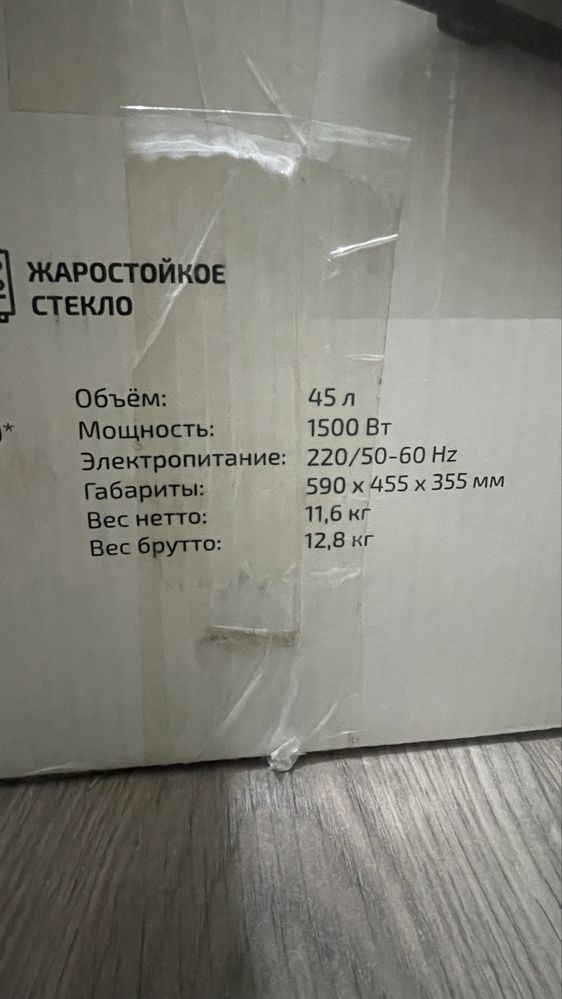 ЖАРОСТОЙКОЕ
СТЕКЛО
)*
Объём: 45 л
Мощность: 1500 Вт
Электропитание: 220/50-60 Hz
Габариты: 590 x 455 x 355 мм
Вес нетто: 11,6 кг
Вес брутто: 12,8 кг